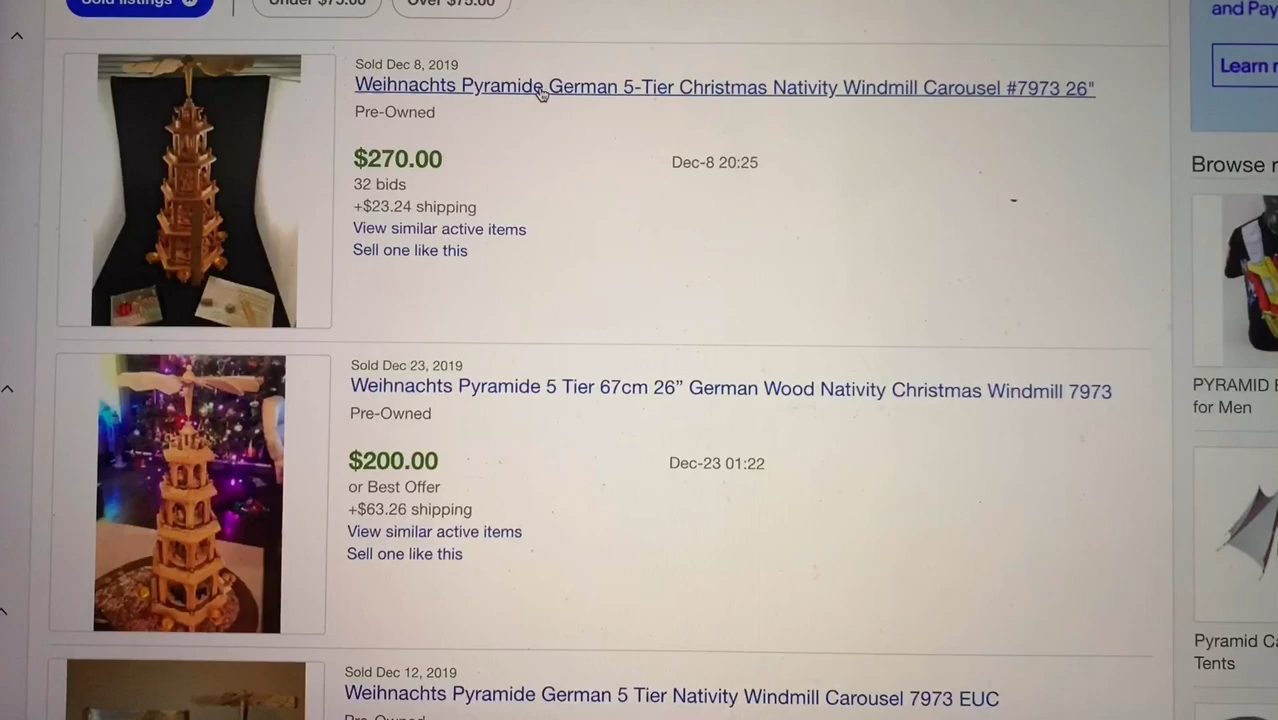 Sold listings
Under $75.00
Over $75.00
and Pay
Learn
Sold Dec 8, 2019
Weihnachts Pyramide German 5-Tier Christmas Nativity Windmill Carousel #7973 26"
Pre-Owned
$270.00
Dec-8 20:25
32 bids
+$23.24 shipping
View similar active items
Sell one like this
Browse
Sold Dec 23, 2019
Weihnachts Pyramide 5 Tier 67cm 26” German Wood Nativity Christmas Windmill 7973
Pre-Owned
$200.00
Dec-23 01:22
or Best Offer
+$63.26 shipping
View similar active items
Sell one like this
PYRAMID
for Men
Pyramid
Tents
Sold Dec 12, 2019
Weihnachts Pyramide German 5 Tier Nativity Windmill Carousel 7973 EUC
Pre-Owned